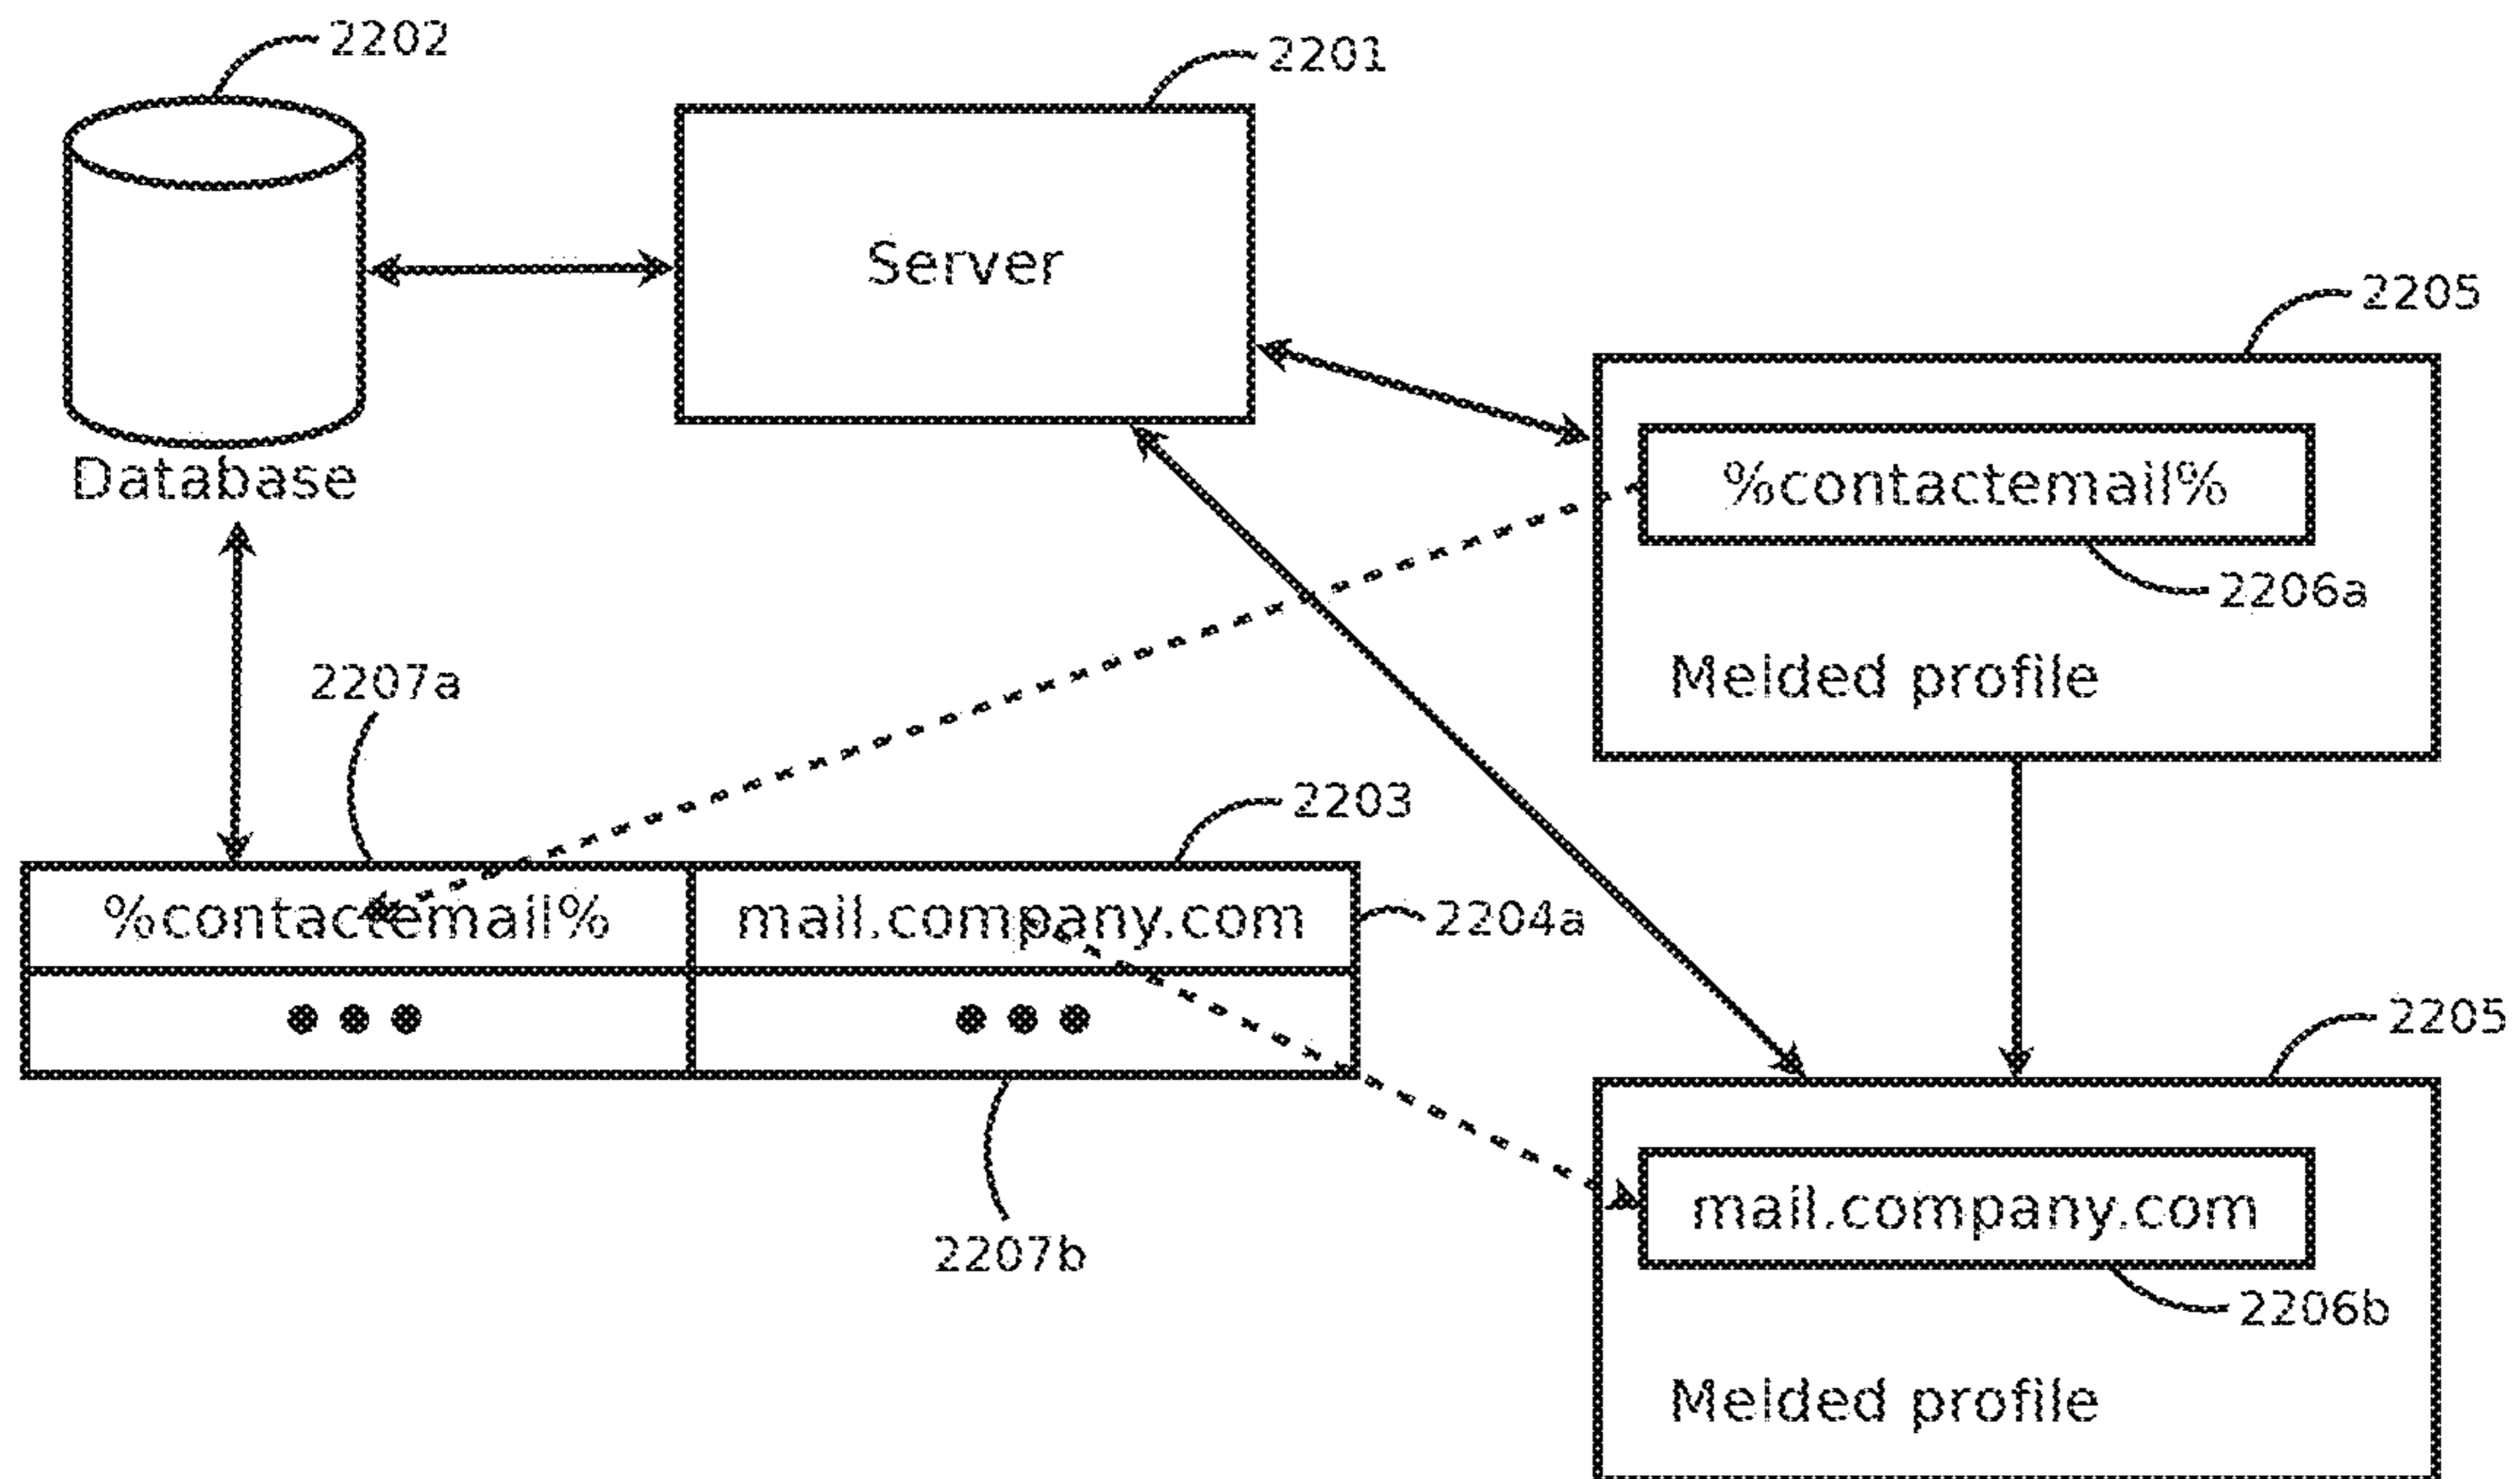 2202
2201
Server
2205
%contactemail%
Database
2206a
Melded profile
2207a
2203
%contactemail% mail.company.com
2204a
2205
mail.company.com
2207b
2206b
Melded profile